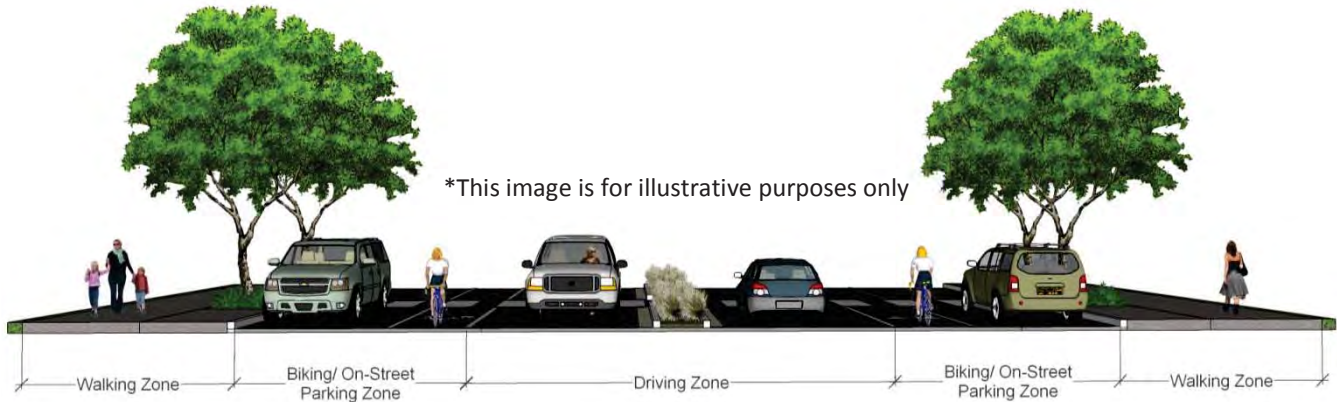 *This image is for illustrative purposes only
Walking Zone
Biking/ On-Street
Parking Zone
Driving Zone
Biking/ On-Street
Parking Zone
Walking Zone